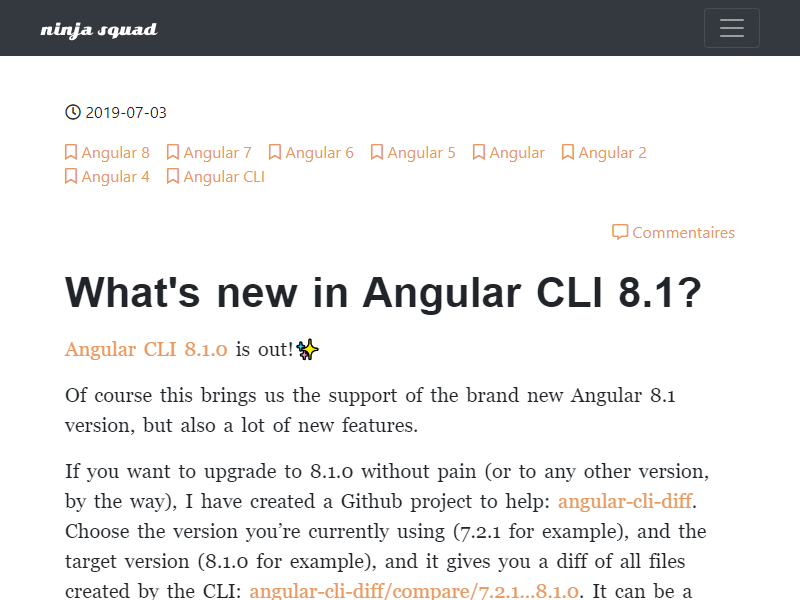 ninja squad
2019-07-03
Angular 8 Angular 7 Angular 6 Angular 5 Angular Angular 2
Angular 4 Angular CLI
Commentaires
What's new in Angular CLI 8.1?
Angular CLI 8.1.0 is out!✨
Of course this brings us the support of the brand new Angular 8.1
version, but also a lot of new features.
If you want to upgrade to 8.1.0 without pain (or to any other version,
by the way), I have created a Github project to help: angular-cli-diff.
Choose the version you’re currently using (7.2.1 for example), and the
target version (8.1.0 for example), and it gives you a diff of all files
created by the CLI: angular-cli-diff/compare/7.2.1…8.1.0. It can be a